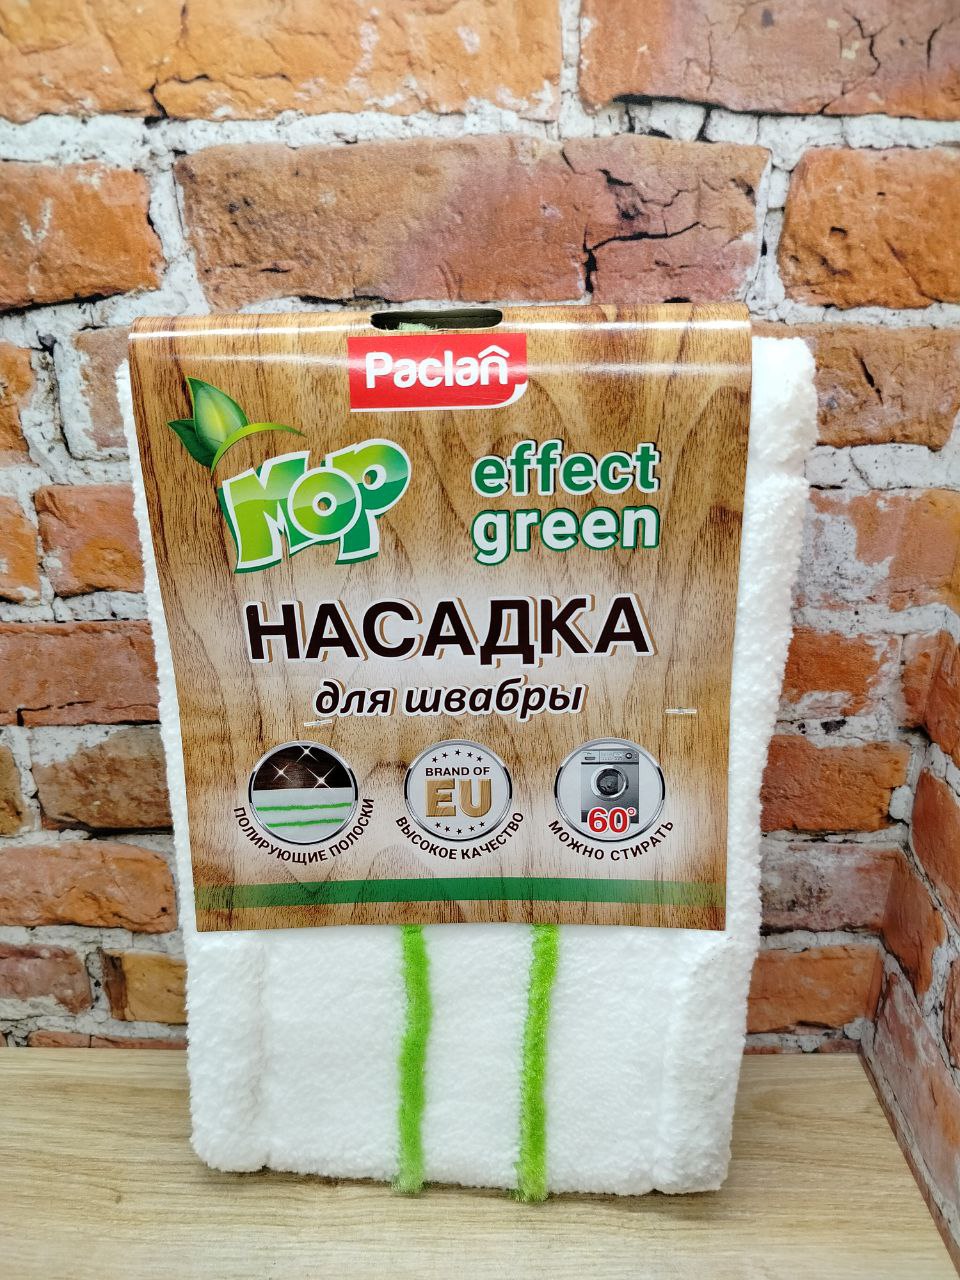 Paclan
Mop
effect
green
НАСАДКА
для швабры
ПОЛИРУЮЩИЕ ПОЛОСКИ
BRAND OF
EU
ВЫСОКОЕ КАЧЕСТВО
60°
МОЖНО СТИРАТЬ